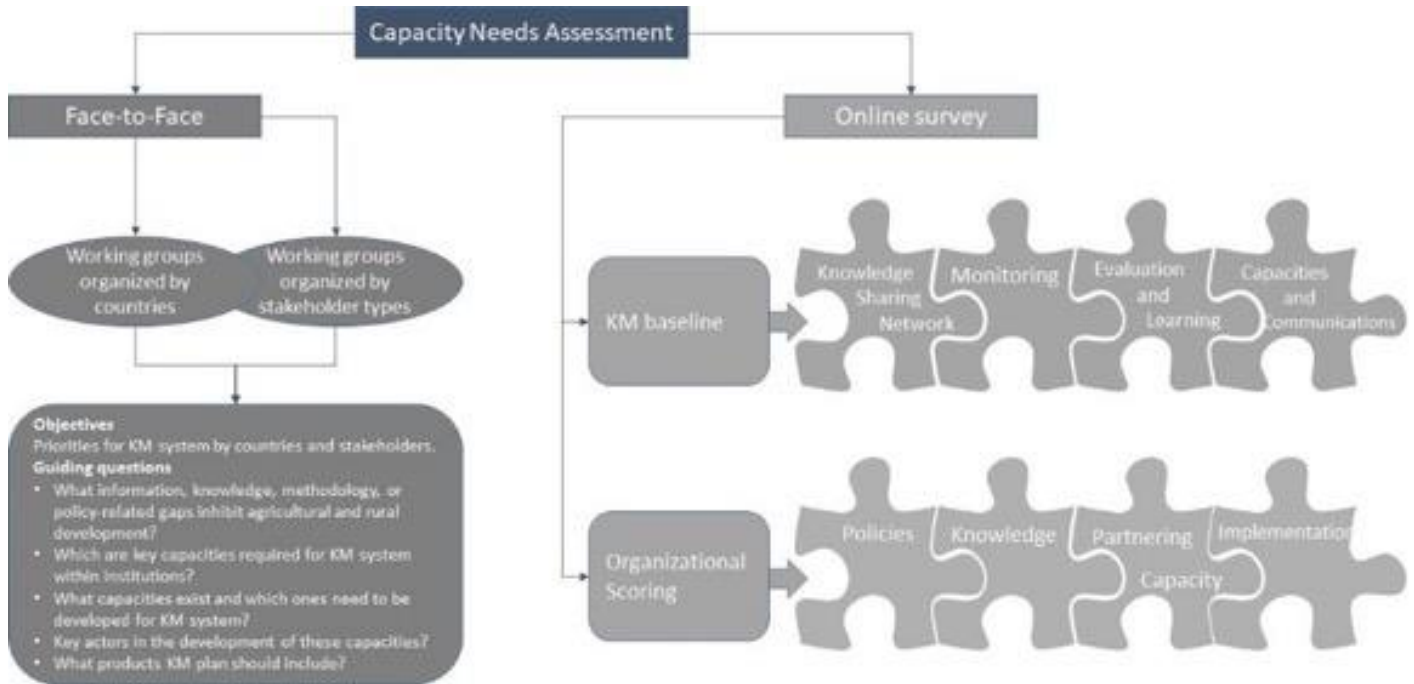 Capacity Needs Assessment
Face-to-Face
Online survey
Working groups
organized by
countries
Working groups
organized by
stakeholder types
Objectives
Priorities for KM system by countries and stakeholders.
Guiding questions
• What information, knowledge, methodology, or
policy-related gaps inhibit agricultural and rural
development?
• Which are key capacities required for KM system
within institutions?
• What capacities exist and which ones need to be
developed for KM system?
• Key actors in the development of these capacities?
• What products KM plan should include?
KM baseline
Knowledge
Sharing
Network
Monitoring
Evaluation
and
Learning
Capacities
and
Communications
Organizational
Scoring
Policies
Knowledge
Partnering
Capacity
Implementation